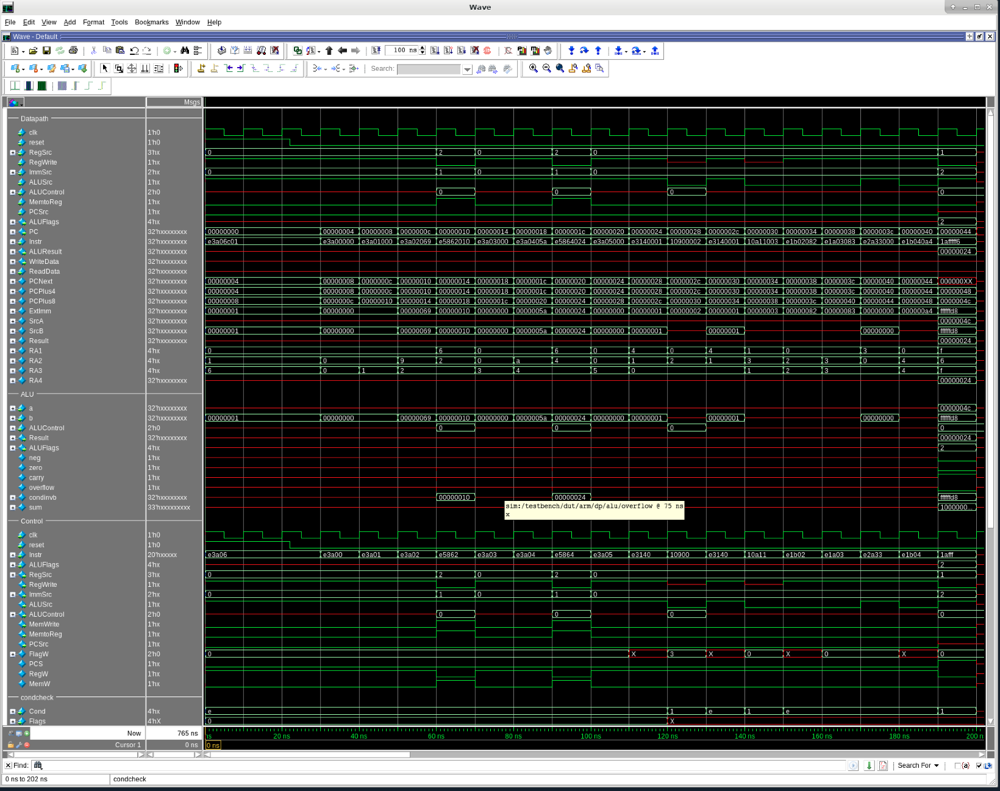 Wave
File Edit View Add Format Tools Bookmarks Window Help
Wave - Default
100 ns
Search:
Msgs
Datapath
clk 1'h0
reset 1'h0
RegSrc 3'hx 0 2 0 2 0 1
RegWrite 1'hx
ImmSrc 2'hx 0 1 0 1 0 2
ALUSrc 1'hx
ALUControl 2'h0 0 0 0 0
MemtoReg 1'hx
PCSrc 1'hx
ALUFlags 4'hx 2
PC 32'hxxxxxxxx 00000000 00000004 00000008 0000000c 00000010 00000014 00000018 0000001c 00000020 00000024 00000028 0000002c 00000030 00000034 00000038 0000003c 00000040 00000044
Instr 32'hxxxxxxxx e3a06c01 e3a00000 e3a01000 e3a02069 e5862010 e3a03000 e3a0405a e5864024 e3a05000 e3140001 10900002 e3140001 10a11003 e1b02082 e1a03083 e2a33000 e1b040a4 1afffff6
ALUResult 32'hxxxxxxxx 00000024
WriteData 32'hxxxxxxxx
ReadData 32'hxxxxxxxx
PCNext 32'hxxxxxxxx 00000004 00000008 0000000c 00000010 00000014 00000018 0000001c 00000020 00000024 00000028 0000002c 00000030 00000034 00000038 0000003c 00000040 00000044 000000XX
PCPlus4 32'hxxxxxxxx 00000004 00000008 0000000c 00000010 00000014 00000018 0000001c 00000020 00000024 00000028 0000002c 00000030 00000034 00000038 0000003c 00000040 00000044 00000048
PCPlus8 32'hxxxxxxxx 00000008 0000000c 00000010 00000014 00000018 0000001c 00000020 00000024 00000028 0000002c 00000030 00000034 00000038 0000003c 00000040 00000044 00000048 0000004c
ExtImm 32'hxxxxxxxx 00000001 00000000 00000069 00000010 00000000 0000005a 00000024 00000000 00000001 00000002 00000001 00000003 00000082 00000083 00000000 000000a4 ffffffd8
SrcA 32'hxxxxxxxx 0000004c
SrcB 32'hxxxxxxxx 00000001 00000000 00000069 00000010 00000000 0000005a 00000024 00000000 00000001 00000001 00000000 ffffffd8
Result 32'hxxxxxxxx 00000024
RA1 4'hx 0 6 0 6 0 4 0 4 1 0 3 0 f
RA2 4'hx 1 0 9 2 0 a 4 0 1 2 1 3 2 3 0 4 6
RA3 4'hx 6 0 1 2 3 4 5 0 1 2 3 4 f
RA4 32'hxxxxxxxx 00000024
ALU
a 32'hxxxxxxxx 0000004c
b 32'hxxxxxxxx 00000001 00000000 00000069 00000010 00000000 0000005a 00000024 00000000 00000001 00000001 00000000 ffffffd8
ALUControl 2'h0 0 0 0 0
Result 32'hxxxxxxxx 00000024
ALUFlags 4'hx 2
neg 1'hx
zero 1'hx
carry 1'hx
overflow 1'hx
condinvb 32'hxxxxxxxx 00000010 00000024 ffffffd8
sum 33'hxxxxxxxxx 1000000...
sim:/testbench/dut/arm/dp/alu/overflow @ 75 ns
x
Control
clk 1'h0
reset 1'h0
Instr 20'hxxxxx e3a06 e3a00 e3a01 e3a02 e5862 e3a03 e3a04 e5864 e3a05 e3140 10900 e3140 10a11 e1b02 e1a03 e2a33 e1b04 1afff
ALUFlags 4'hx 2
RegSrc 3'hx 0 2 0 2 0 1
RegWrite 1'hx
ImmSrc 2'hx 0 1 0 1 0 2
ALUSrc 1'hx
ALUControl 2'h0 0 0 0 0
MemWrite 1'hx
MemtoReg 1'hx
PCSrc 1'hx
FlagW 2'h0 0 X 3 X 0 X 0 X 0
PCS 1'hx
RegW 1'hx
MemW 1'hx
condcheck
Cond 4'hx e 1 e 1 e 1
Flags 4'hX 0 X
Now 765 ns
ns 20 ns 40 ns 60 ns 80 ns 100 ns 120 ns 140 ns 160 ns 180 ns 200 n
Cursor 1 0 ns 0 ns
Find: Search For {a}
0 ns to 202 ns condcheck